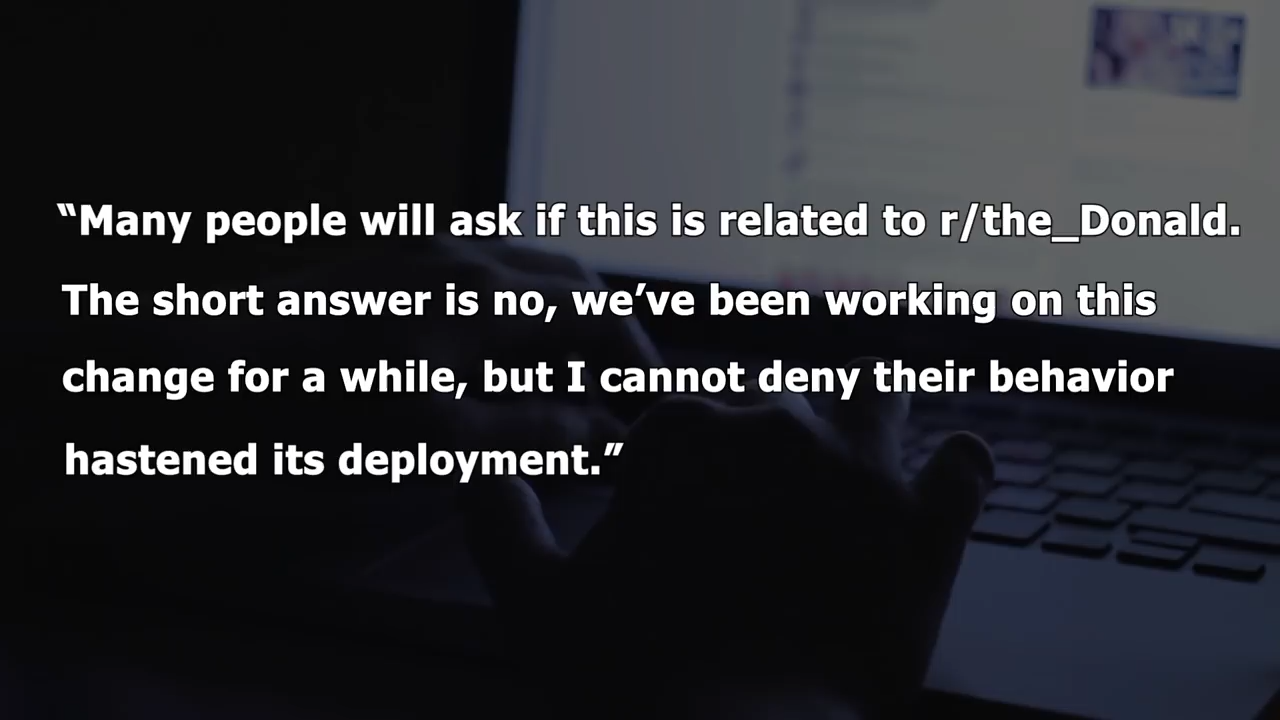 “Many people will ask if this is related to r/the_Donald.
The short answer is no, we’ve been working on this
change for a while, but I cannot deny their behavior
hastened its deployment.”